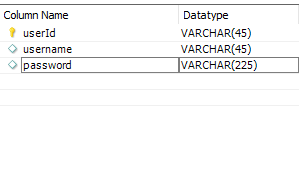 Column Name Datatype
userId VARCHAR(45)
username VARCHAR(45)
password VARCHAR(225)